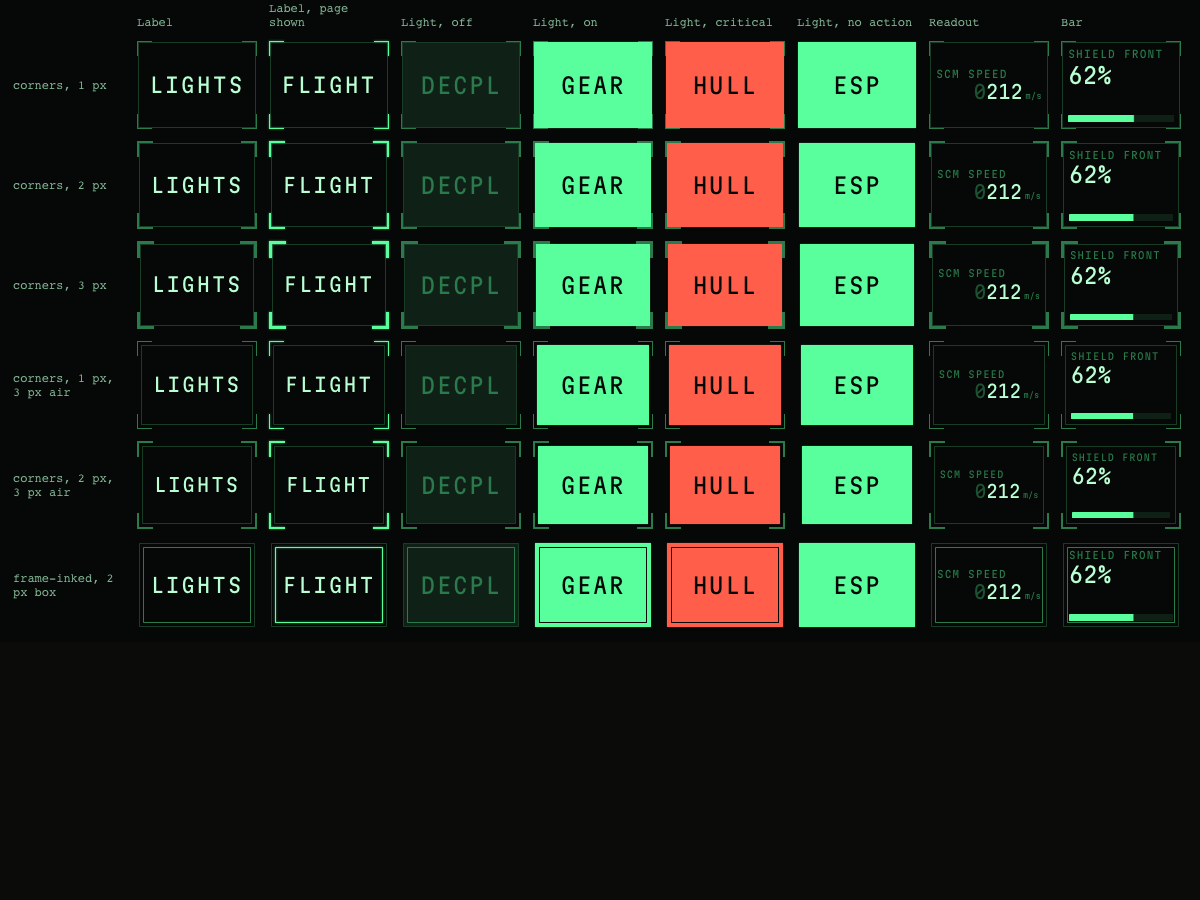 Label
Label, page
shown
Light, off
Light, on
Light, critical
Light, no action
Readout
Bar
corners, 1 px
LIGHTS
FLIGHT
DECPL
GEAR
HULL
ESP
SCM SPEED
0212 m/s
SHIELD FRONT
62%
corners, 2 px
LIGHTS
FLIGHT
DECPL
GEAR
HULL
ESP
SCM SPEED
0212 m/s
SHIELD FRONT
62%
corners, 3 px
LIGHTS
FLIGHT
DECPL
GEAR
HULL
ESP
SCM SPEED
0212 m/s
SHIELD FRONT
62%
corners, 1 px,
3 px air
LIGHTS
FLIGHT
DECPL
GEAR
HULL
ESP
SCM SPEED
0212 m/s
SHIELD FRONT
62%
corners, 2 px,
3 px air
LIGHTS
FLIGHT
DECPL
GEAR
HULL
ESP
SCM SPEED
0212 m/s
SHIELD FRONT
62%
frame-inked, 2
px box
LIGHTS
FLIGHT
DECPL
GEAR
HULL
ESP
SCM SPEED
0212 m/s
SHIELD FRONT
62%